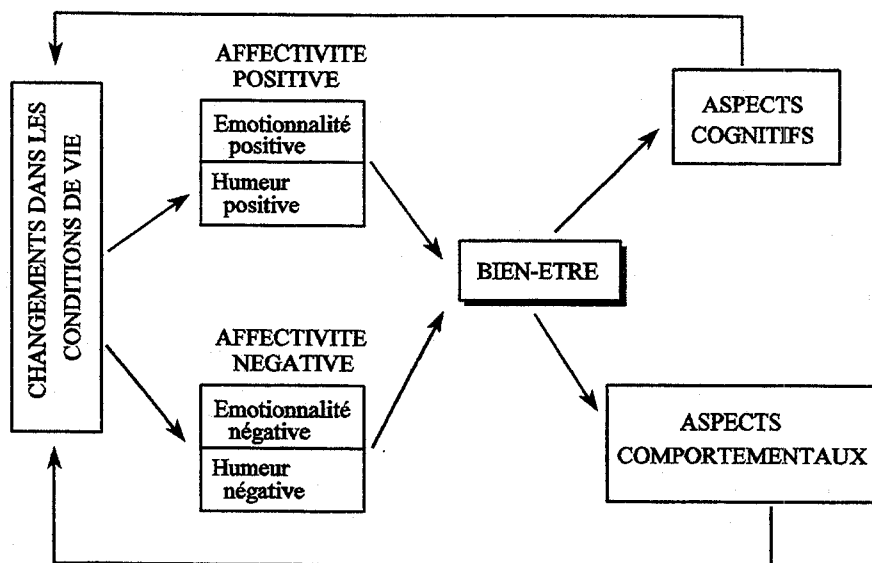 CHANGEMENTS DANS LES
CONDITIONS DE VIE
AFFECTIVITE
POSITIVE
Emotionnalité
positive
Humeur
positive
AFFECTIVITE
NEGATIVE
Emotionnalité
négative
Humeur
négative
BIEN-ETRE
ASPECTS
COGNITIFS
ASPECTS
COMPORTEMENTAUX